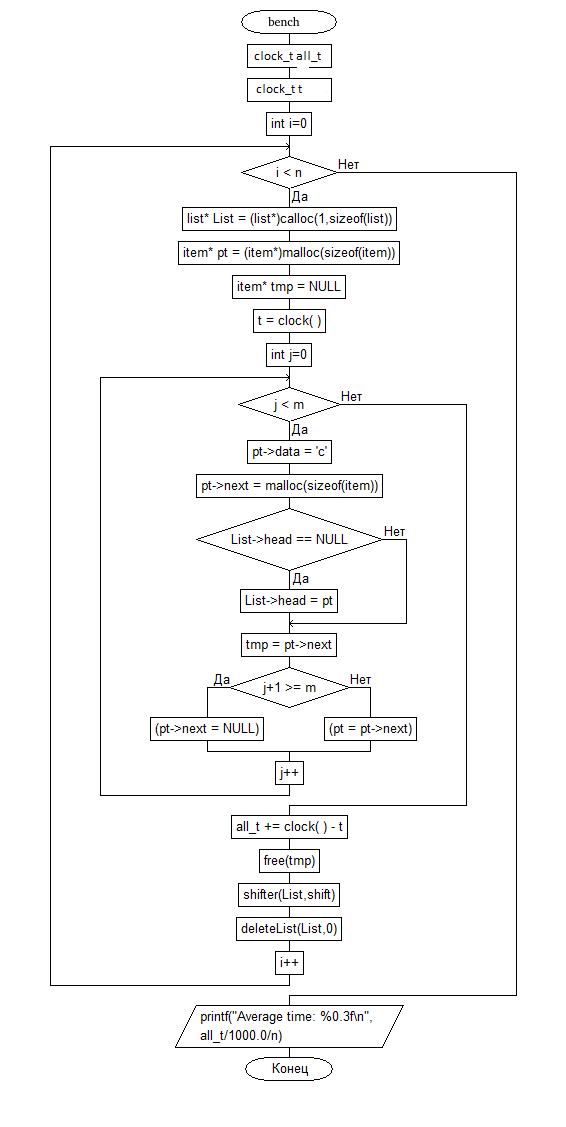 bench
clock_t all_t
clock_t t
int i=0
i < n
Нет
Да
list* List = (list*)calloc(1,sizeof(list))
item* pt = (item*)malloc(sizeof(item))
item* tmp = NULL
t = clock( )
int j=0
j < m
Нет
Да
pt->data = 'c'
pt->next = malloc(sizeof(item))
List->head == NULL
Нет
Да
List->head = pt
tmp = pt->next
j+1 >= m
Да
Нет
(pt->next = NULL)
(pt = pt->next)
j++
all_t += clock( ) - t
free(tmp)
shifter(List,shift)
deleteList(List,0)
i++
printf("Average time: %0.3f\n",
all_t/1000.0/n)
Конец